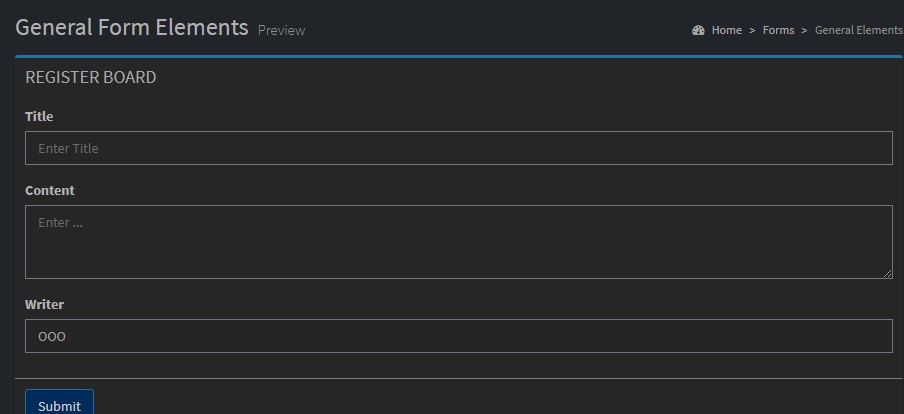 General Form Elements Preview
Home > Forms > General Elements
REGISTER BOARD
Title
Enter Title
Content
Enter ...
Writer
OOO
Submit